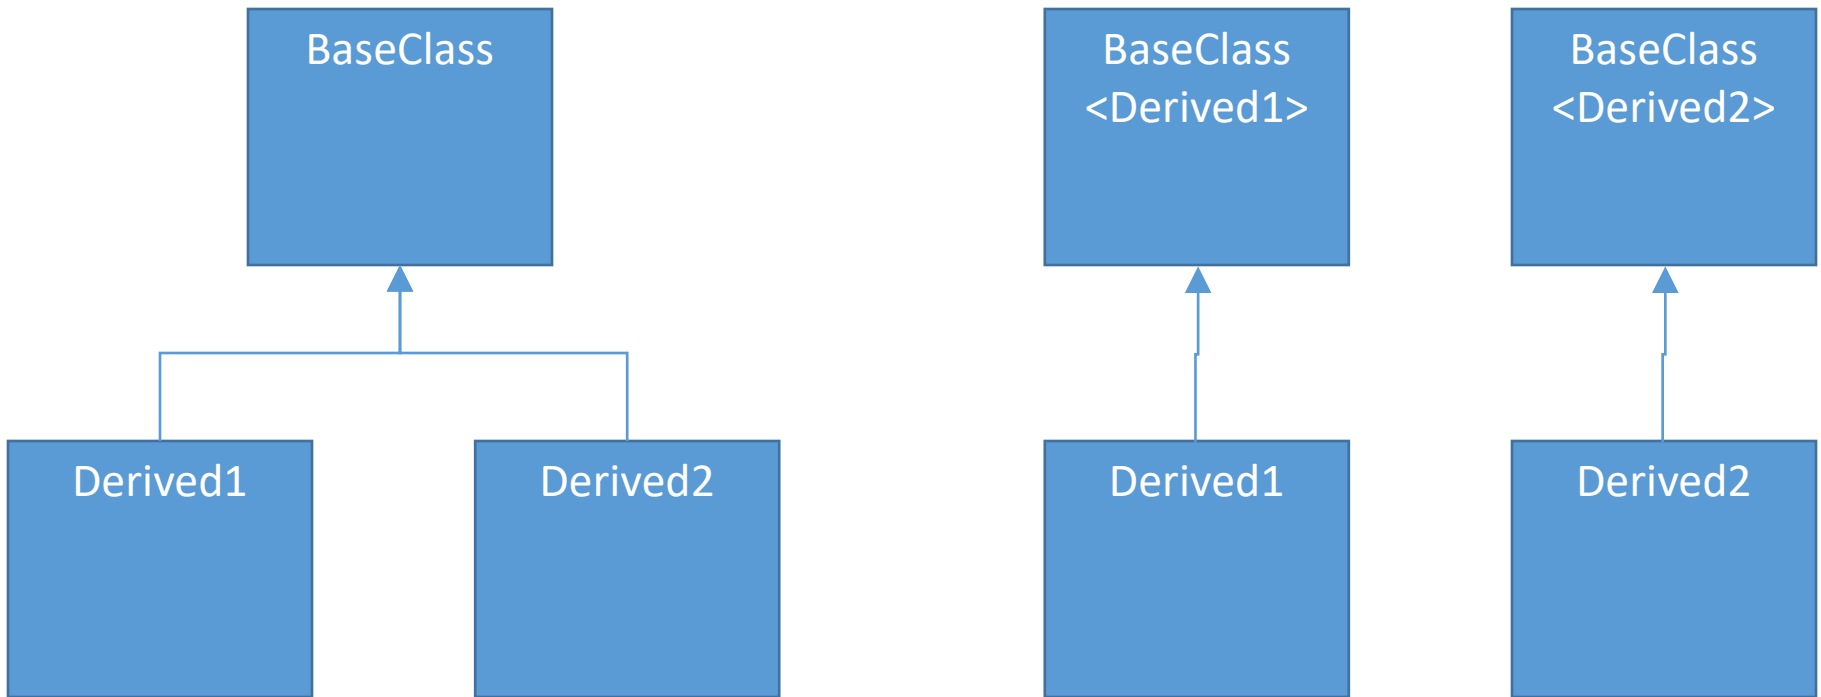 BaseClass
Derived1
Derived2
BaseClass
<Derived1>
Derived1
BaseClass
<Derived2>
Derived2